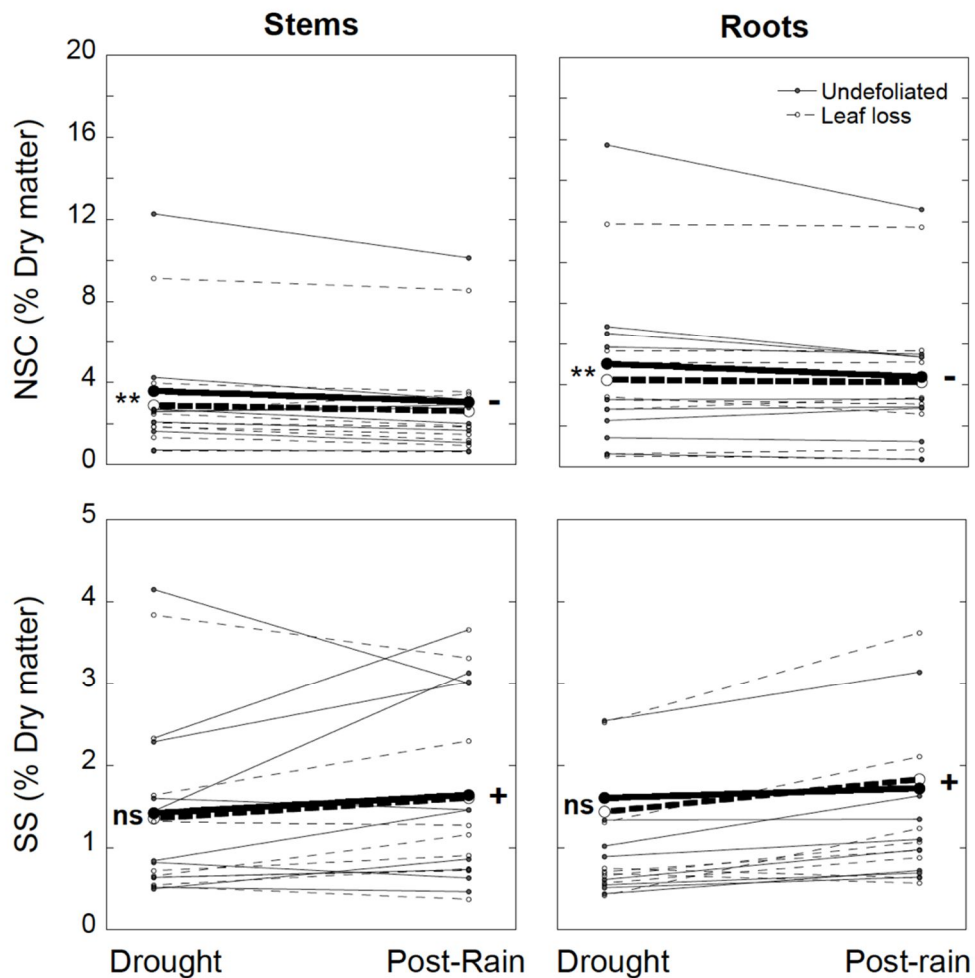 Stems
Roots
NSC (% Dry matter)
20
16
12
8
4
0
Undefoliated
Leaf loss
**
-
**
-
SS (% Dry matter)
5
4
3
2
1
0
ns
+
ns
+
Drought
Post-Rain
Drought
Post-rain